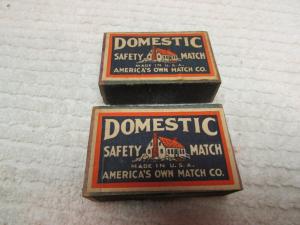 DOMESTIC
SAFETY MATCH
MADE IN U.S.A.
AMERICA'S OWN MATCH CO.
DOMESTIC
SAFETY MATCH
MADE IN U.S.A.
AMERICA'S OWN MATCH CO.